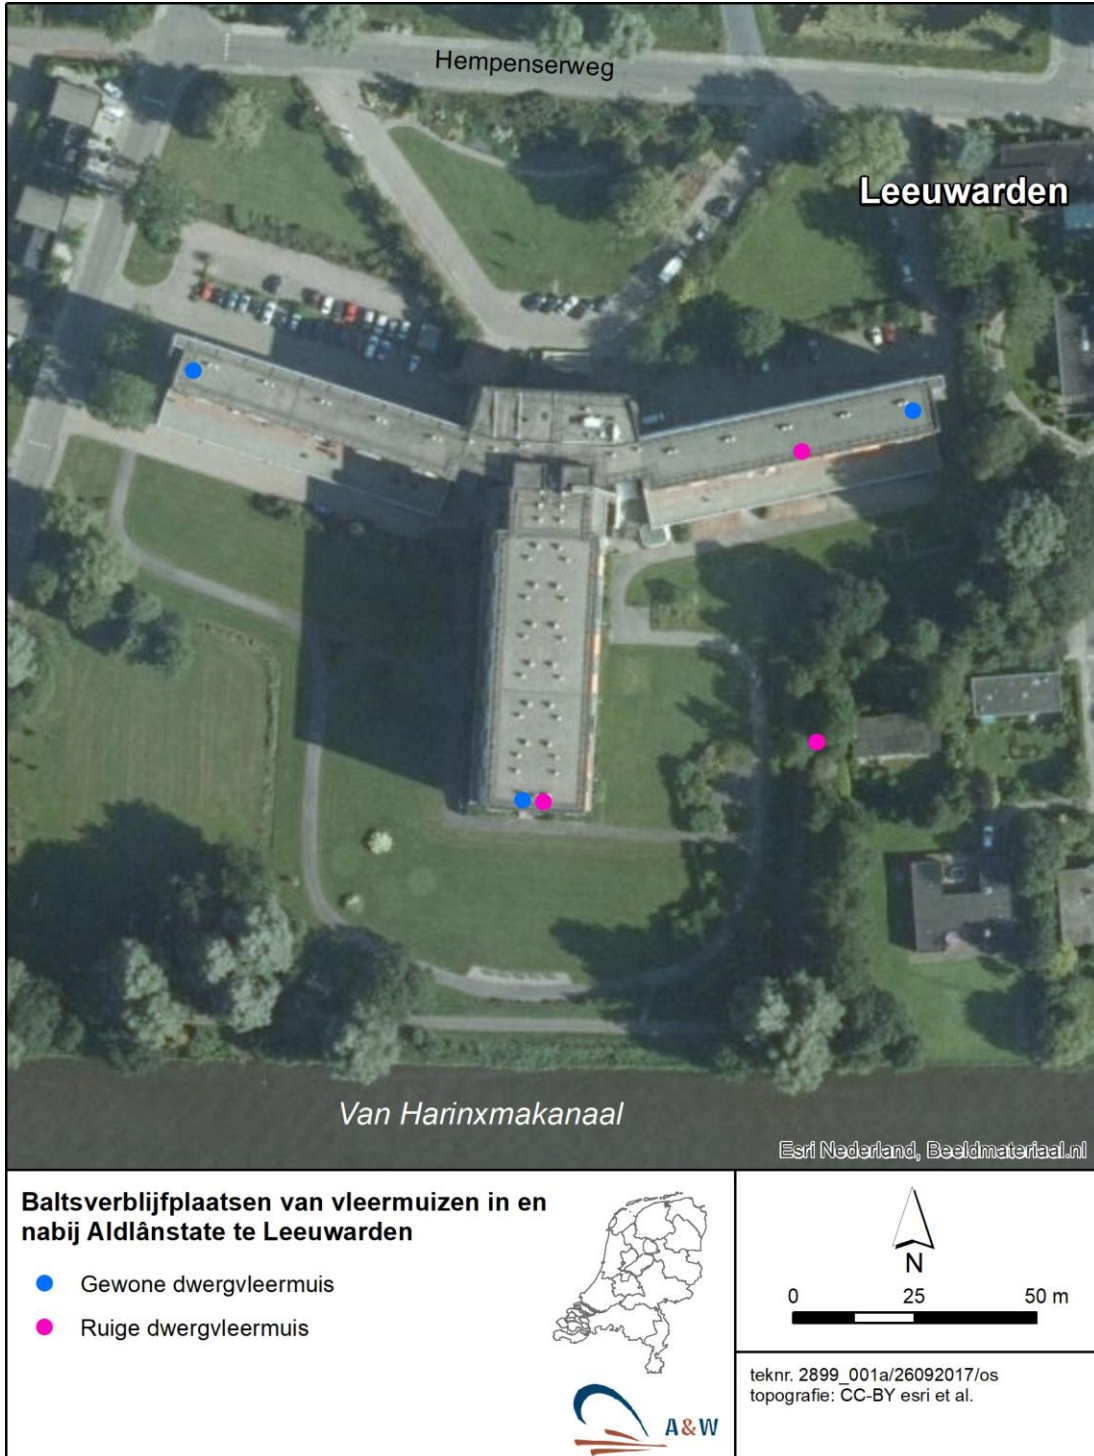 Hempenserweg
Leeuwarden
Van Harinxmakanaal
Esri Nederland, Beeldmateriaal.nl
Baltsverblijfplaatsen van vleermuizen in en
nabij Aldlânstate te Leeuwarden
Gewone dwergvleermuis
Ruige dwergvleermuis
A&W
N
0 25 50 m
teknr. 2899_001a/26092017/os
topografie: CC-BY esri et al.